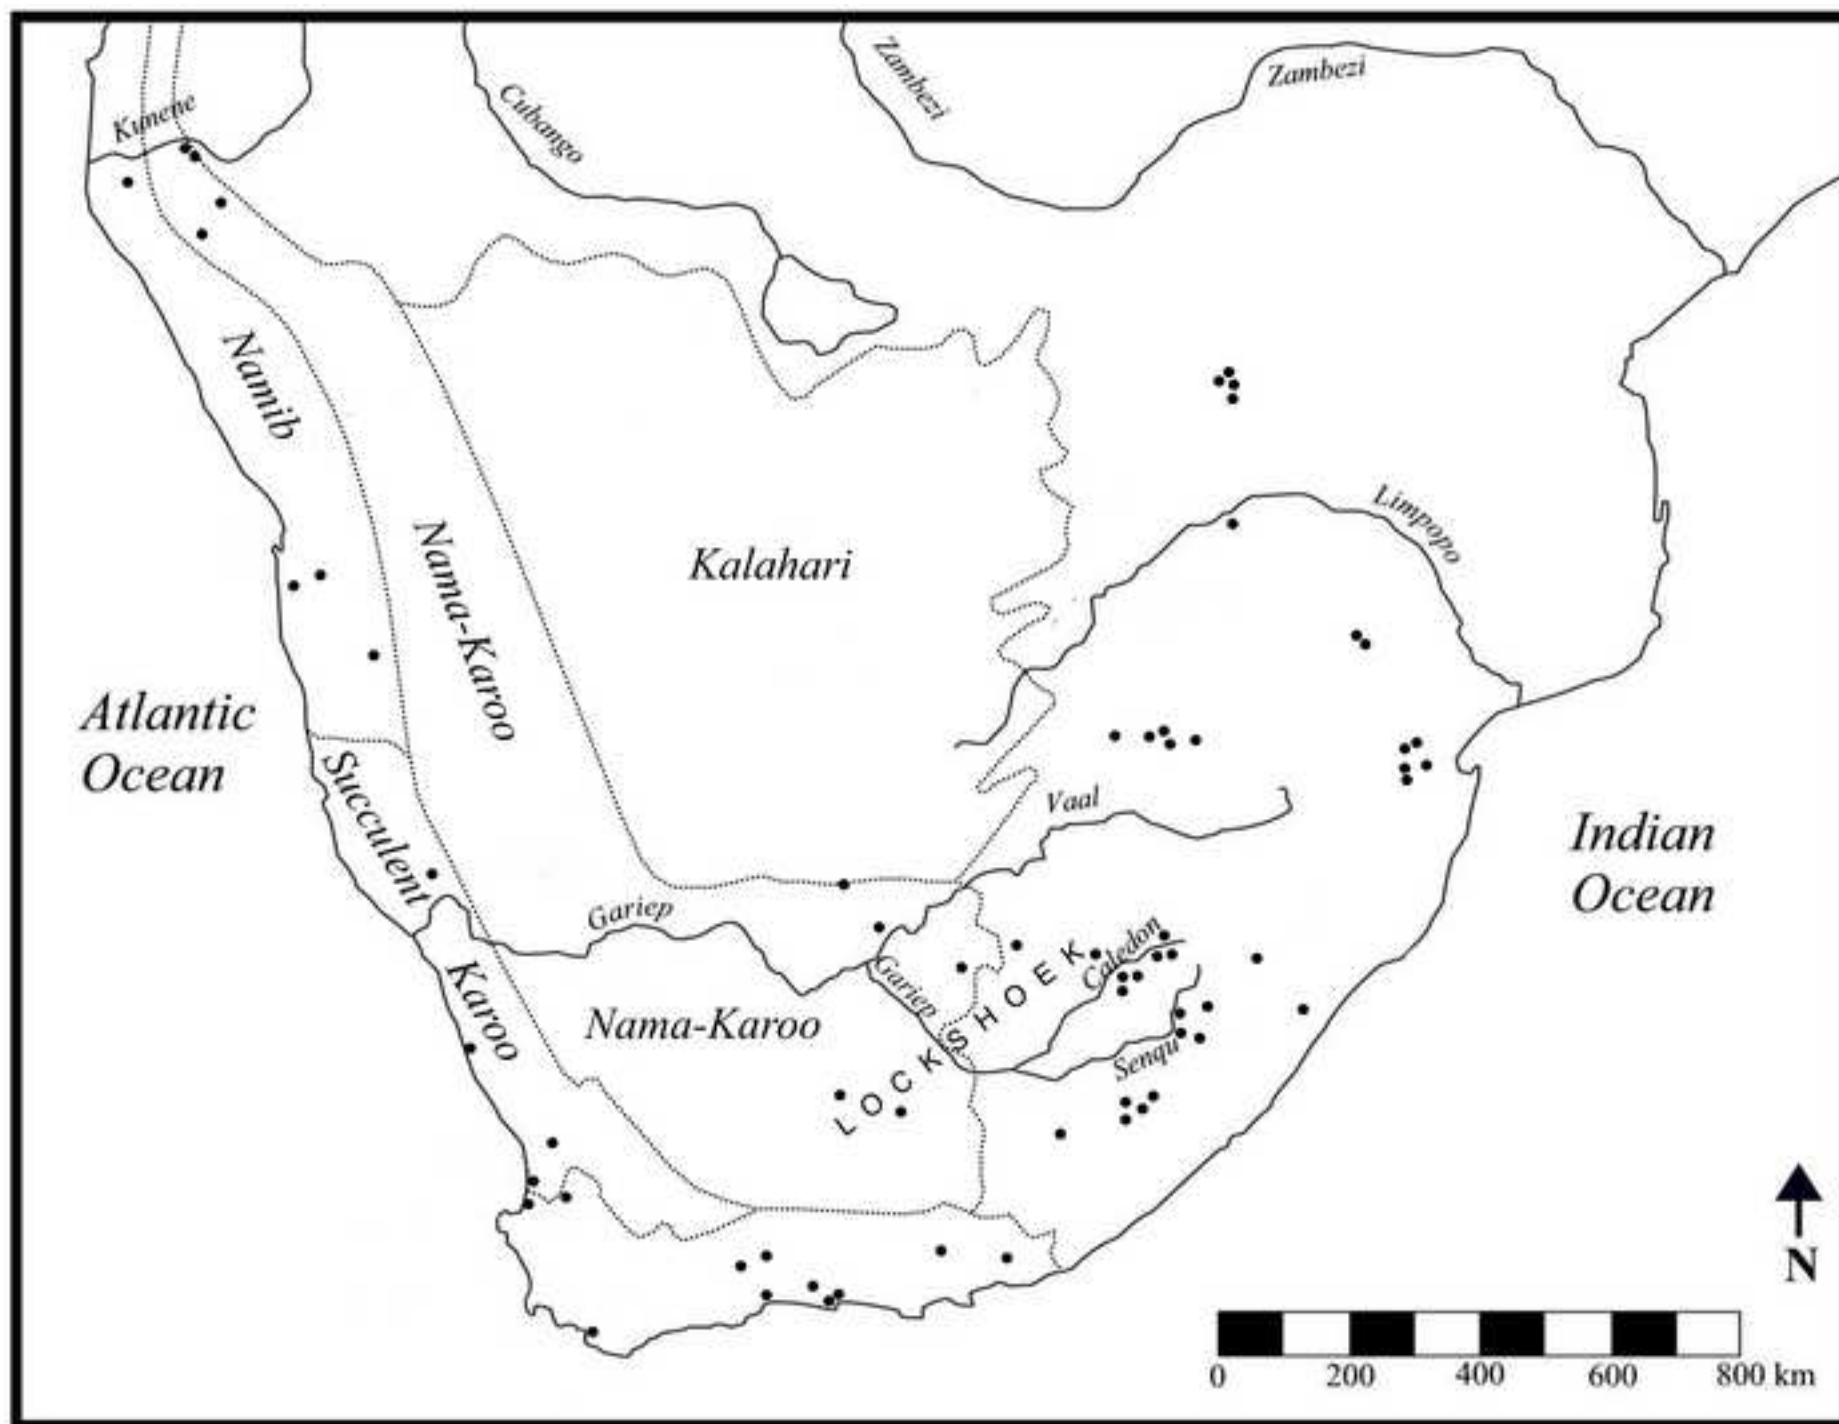 Zambezi
Zambezi
Cubango
Kunene
Namib
Limpopo
Kalahari
Nama-Karoo
Atlantic
Ocean
Succulent
Karoo
Vaal
Indian
Ocean
Gariep
Gariep
Caledon
LOCKSHOEK
Nama-Karoo
Senqu
N
0 200 400 600 800 km